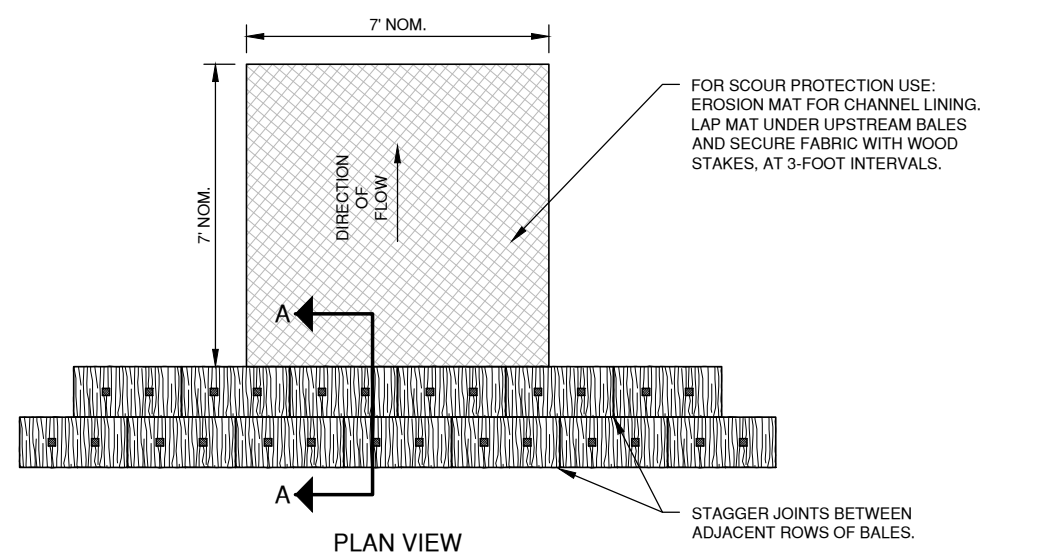 7' NOM.
FOR SCOUR PROTECTION USE:
EROSION MAT FOR CHANNEL LINING.
LAP MAT UNDER UPSTREAM BALES
AND SECURE FABRIC WITH WOOD
STAKES, AT 3-FOOT INTERVALS.
7' NOM.
DIRECTION
OF
FLOW
A
A
STAGGER JOINTS BETWEEN
ADJACENT ROWS OF BALES.
PLAN VIEW